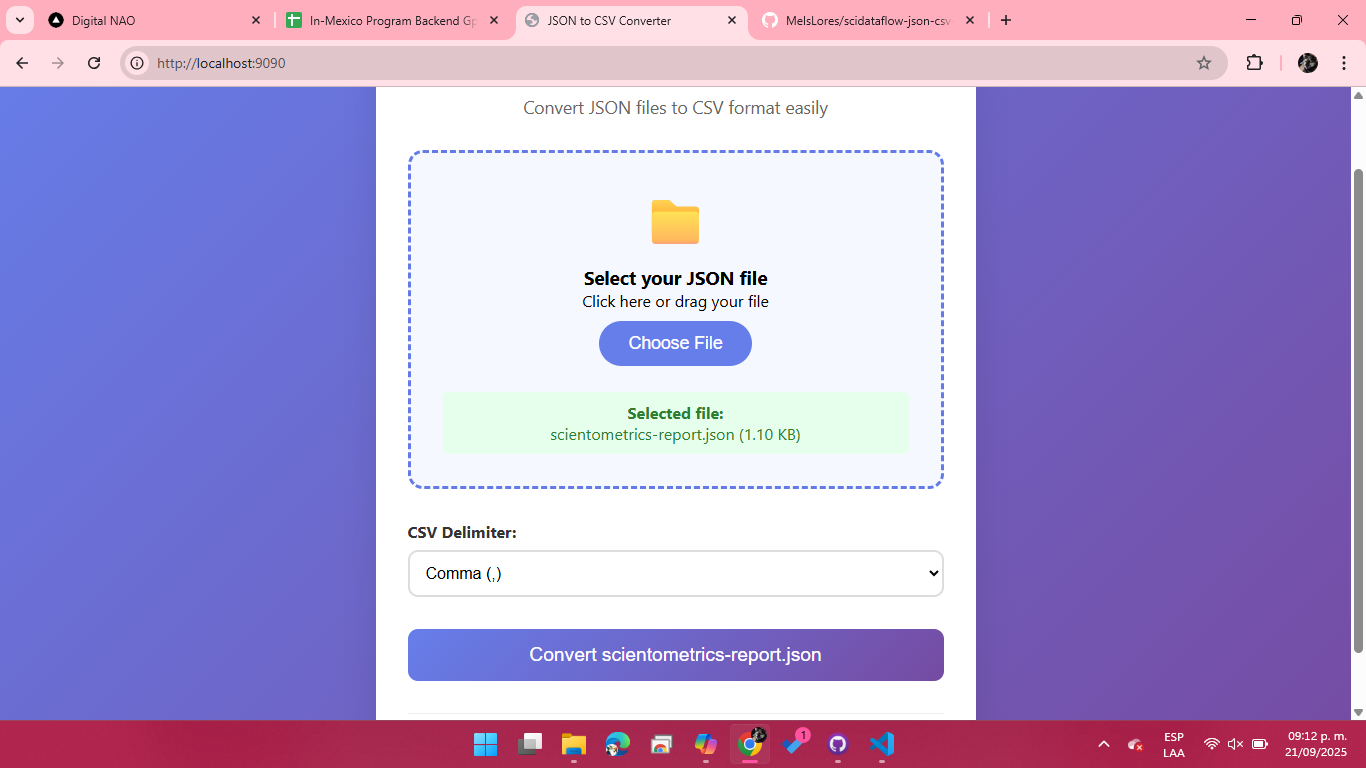 Digital NAO
In-Mexico Program Backend Gp
JSON to CSV Converter
MelsLores/scidataflow-json-csv
http://localhost:9090
Convert JSON files to CSV format easily
Select your JSON file
Click here or drag your file
Choose File
Selected file:
scientometrics-report.json (1.10 KB)
CSV Delimiter:
Comma (,)
Convert scientometrics-report.json
1
ESP
LAA
09:12 p. m.
21/09/2025